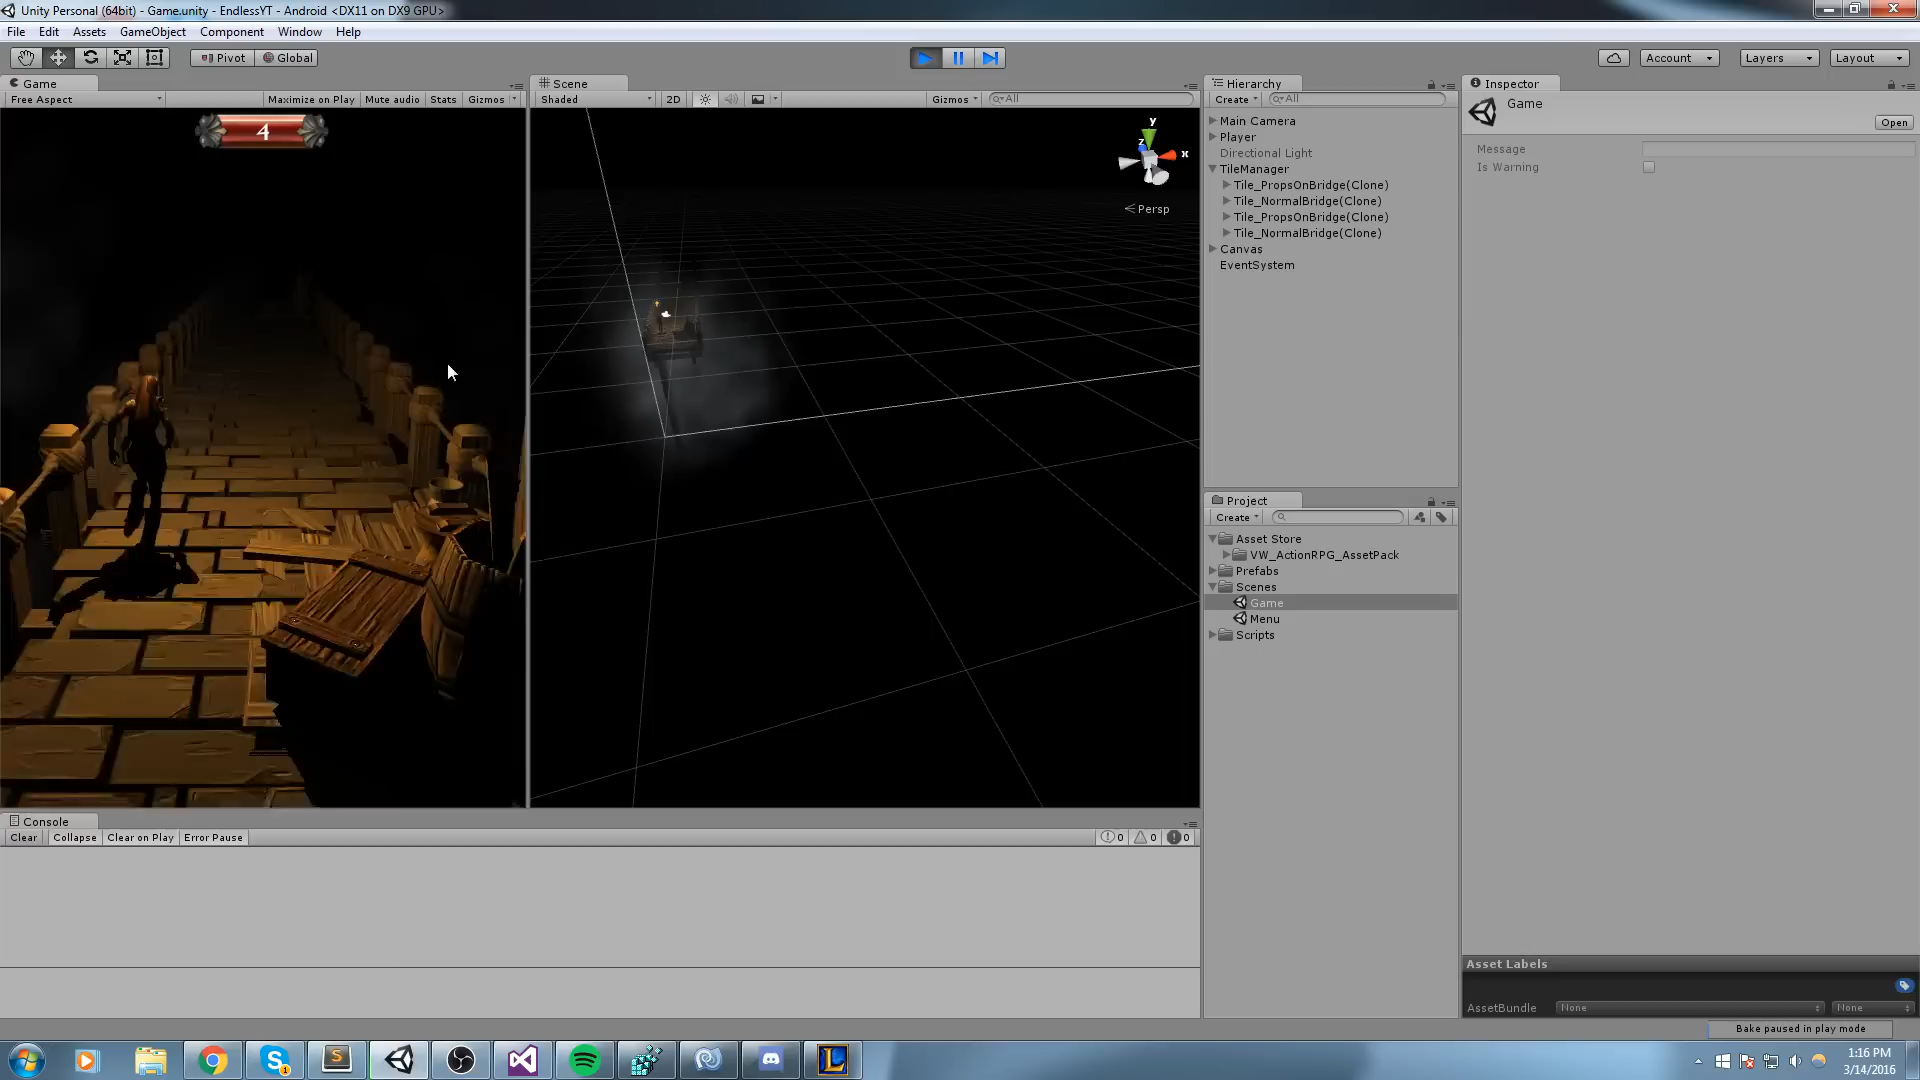 Unity Personal (64bit) - Game.unity - EndlessYT - Android <DX11 on DX9 GPU>
File Edit Assets GameObject Component Window Help
Pivot Global Account Layers Layout
Game Scene Hierarchy Inspector
Free Aspect Maximize on Play Mute audio Stats Gizmos Shaded 2D Gizmos All Create All
Game
Open
4
y
z
x
Persp
Main Camera
Player
Directional Light
TileManager
Tile_PropsOnBridge(Clone)
Tile_NormalBridge(Clone)
Tile_PropsOnBridge(Clone)
Tile_NormalBridge(Clone)
Canvas
EventSystem
Message
Is Warning
Project
Create
Asset Store
VW_ActionRPG_AssetPack
Prefabs
Scenes
Game
Menu
Scripts
Console
Clear Collapse Clear on Play Error Pause 0 0 0
Asset Labels
AssetBundle None None
Bake paused in play mode
1:16 PM
3/14/2016